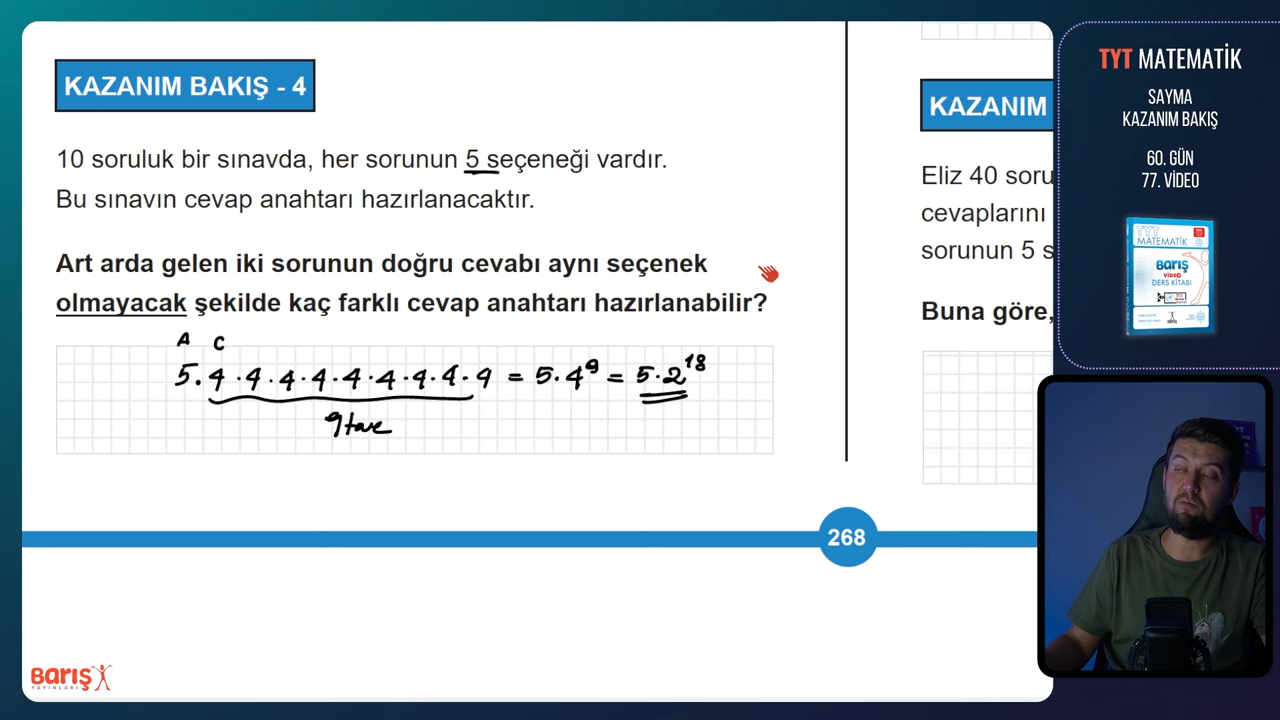 KAZANIM BAKIŞ - 4
10 soruluk bir sınavda, her sorunun 5 seçeneği vardır.
Bu sınavın cevap anahtarı hazırlanacaktır.
Art arda gelen iki sorunun doğru cevabı aynı seçenek
olmayacak şekilde kaç farklı cevap anahtarı hazırlanabilir?
A C
5.4.4.4.4.4.4.4.4.4 = 5.4⁹ = 5.2¹⁸
9 tane
268
KAZANIM
Eliz 40 soru
cevaplarını
sorunun 5 s
Buna göre,
TYT MATEMATİK
SAYMA
KAZANIM BAKIŞ
60. GÜN
77. VİDEO
TYT
MATEMATİK
BARIŞ
VİDEO
DERS KİTABI
BARIŞ
YAYINLARI